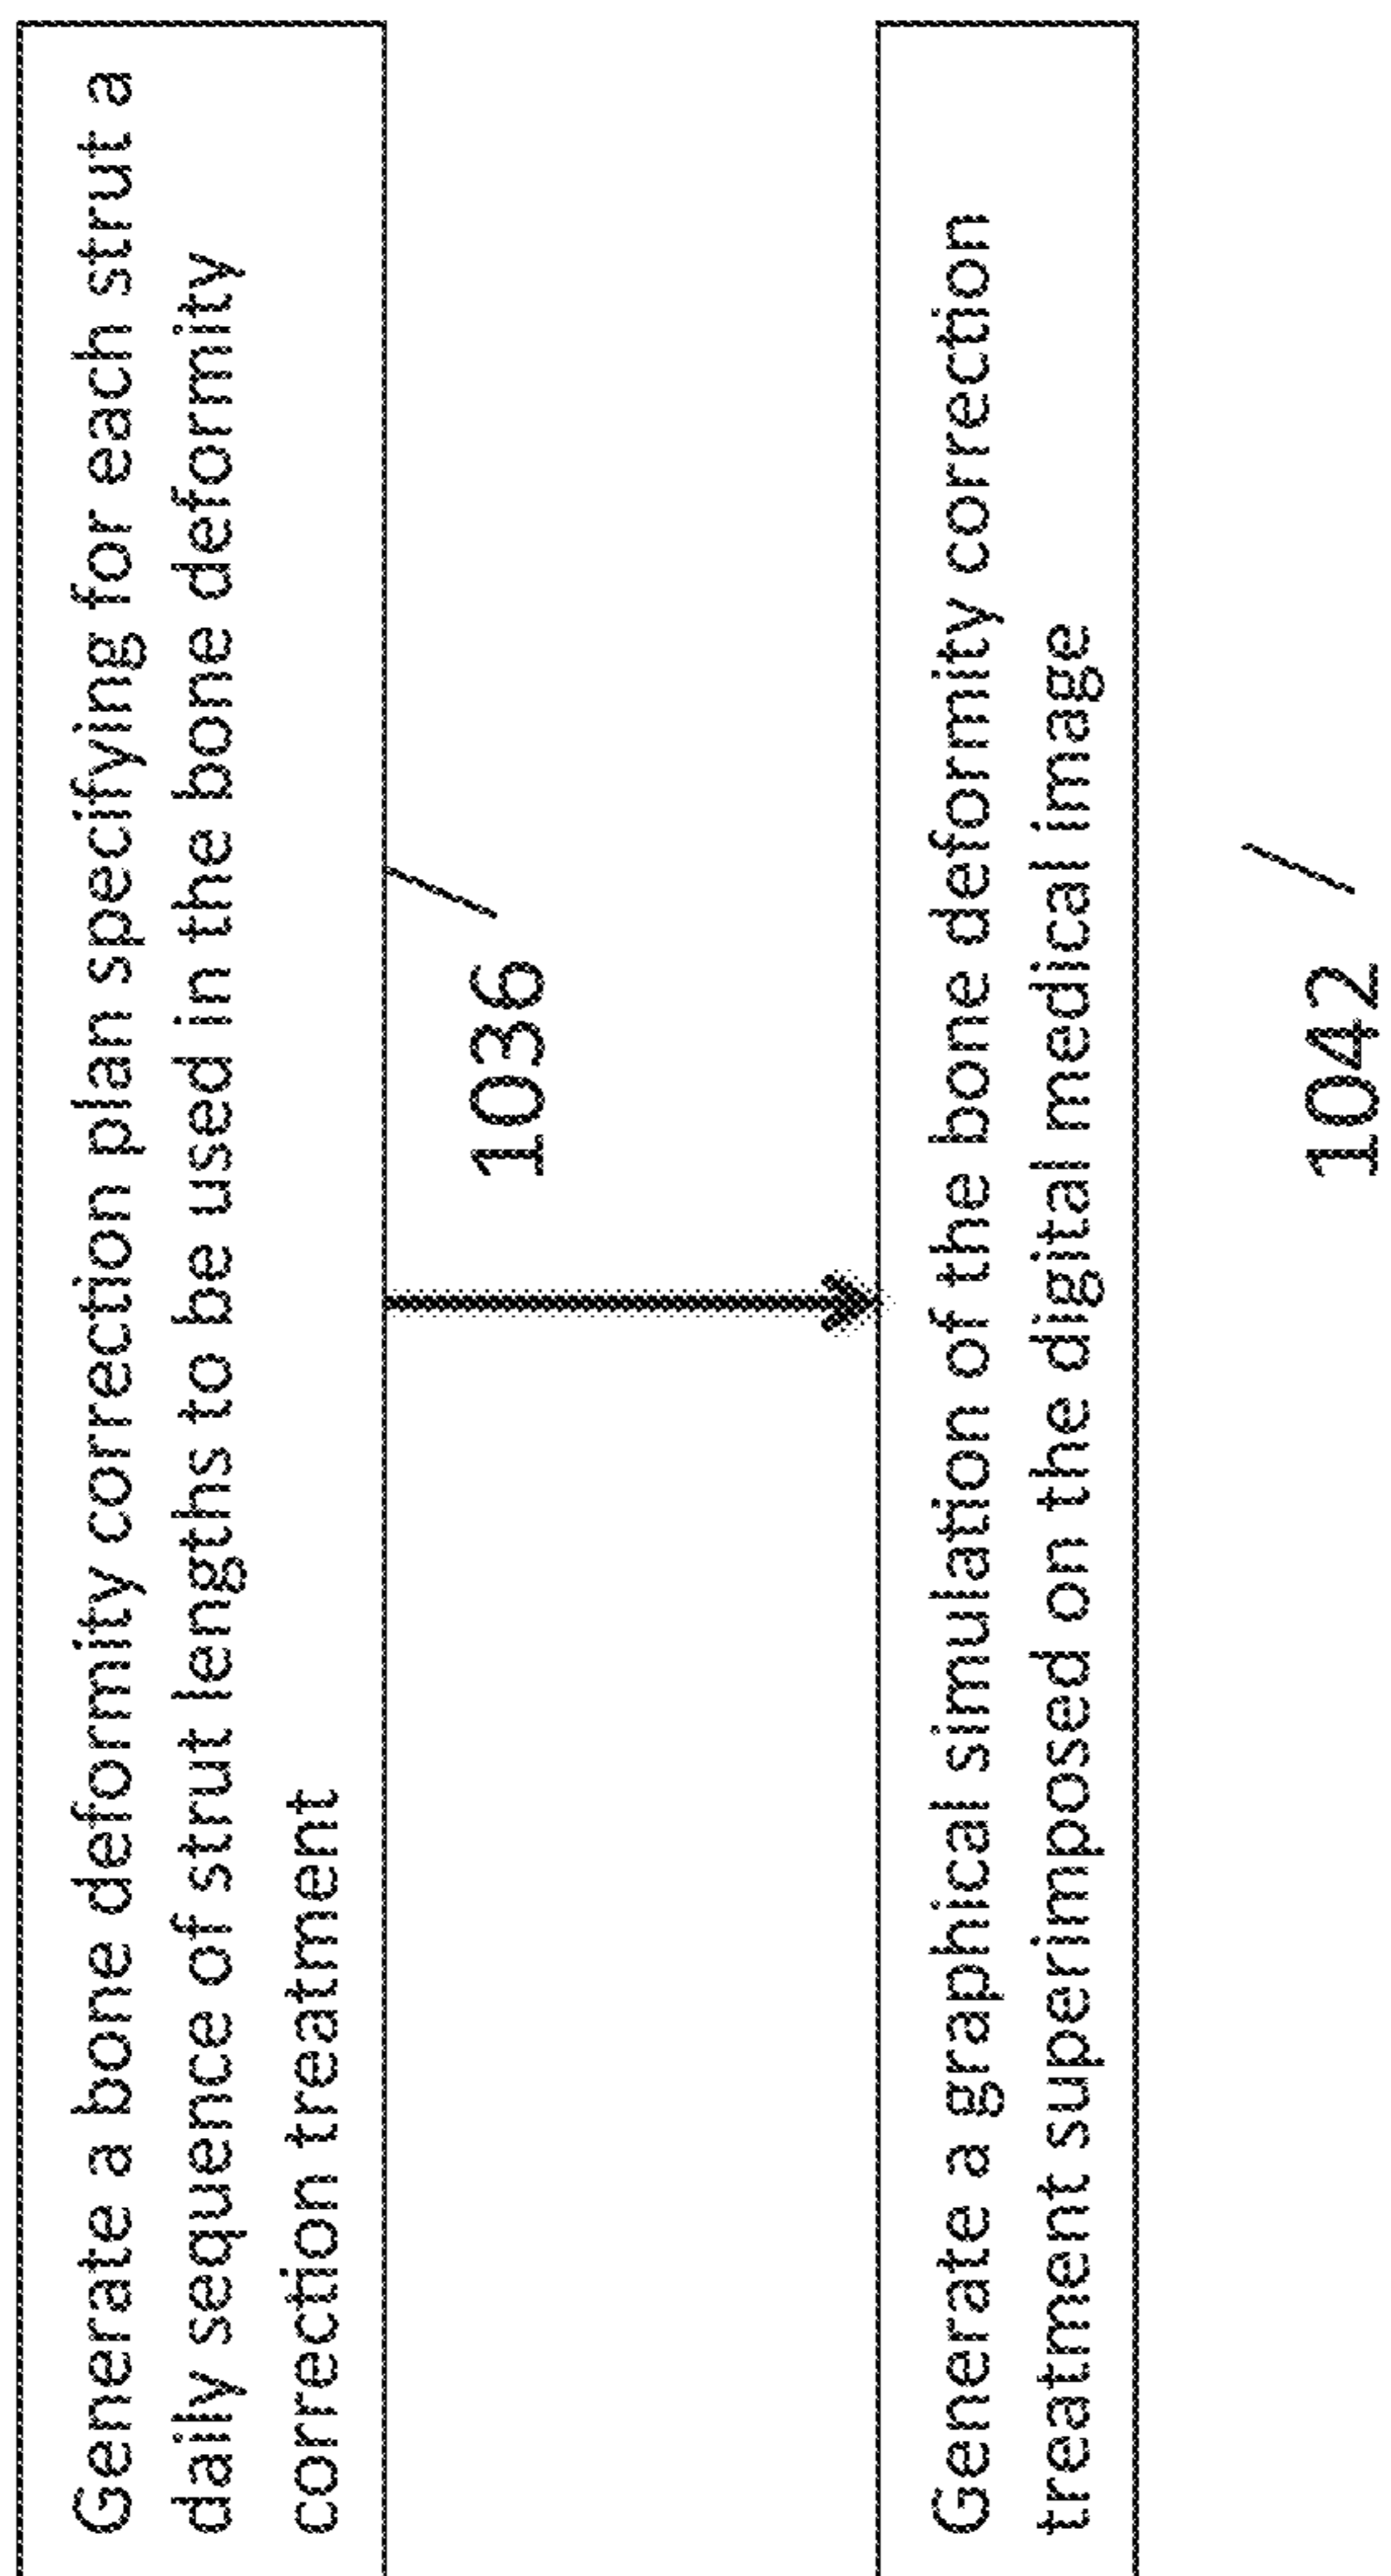 Generate a bone deformity correction plan specifying for each strut a
daily sequence of strut lengths to be used in the bone deformity
correction treatment
1036
Generate a graphical simulation of the bone deformity correction
treatment superimposed on the digital medical image
1042